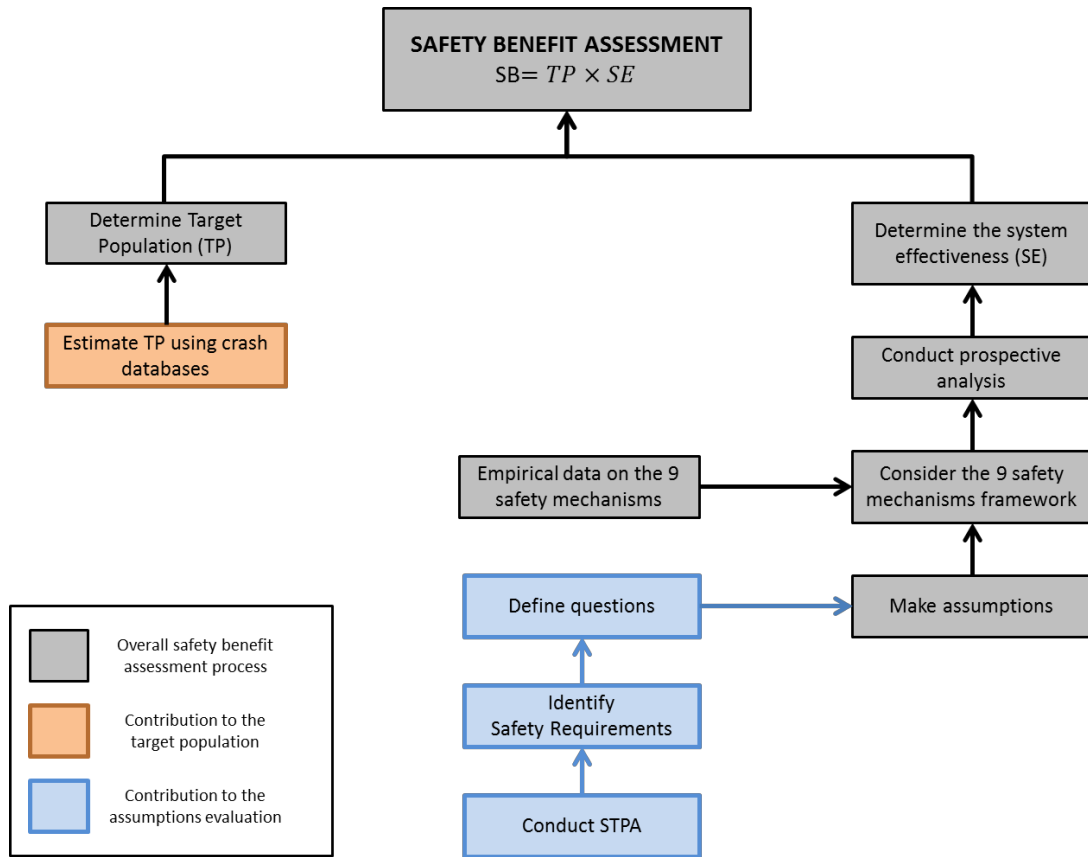 SAFETY BENEFIT ASSESSMENT
SB= TP × SE
Determine Target
Population (TP)
Determine the system
effectiveness (SE)
Estimate TP using crash
databases
Conduct prospective
analysis
Empirical data on the 9
safety mechanisms
Consider the 9 safety
mechanisms framework
Define questions
Make assumptions
Identify
Safety Requirements
Conduct STPA
Overall safety benefit
assessment process
Contribution to the
target population
Contribution to the
assumptions evaluation